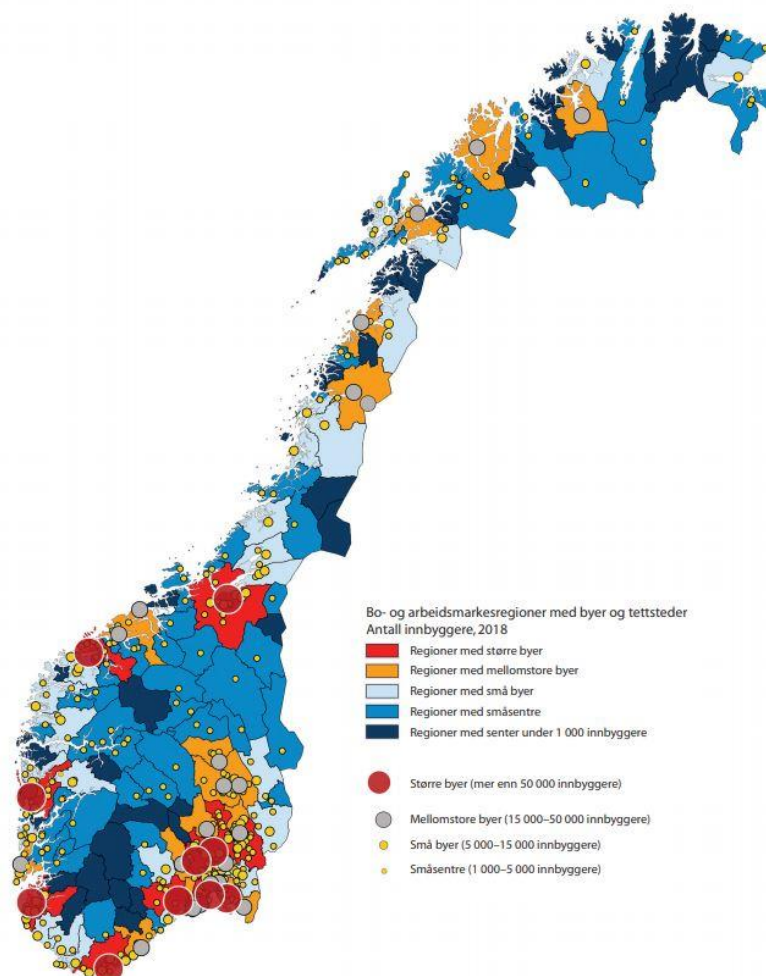 Bo- og arbeidsmarkesregioner med byer og tettsteder
Antall innbyggere, 2018
Regioner med større byer
Regioner med mellomstore byer
Regioner med små byer
Regioner med småsentre
Regioner med senter under 1 000 innbyggere
Større byer (mer enn 50 000 innbyggere)
Mellomstore byer (15 000–50 000 innbyggere)
Små byer (5 000–15 000 innbyggere)
Småsentre (1 000–5 000 innbyggere)